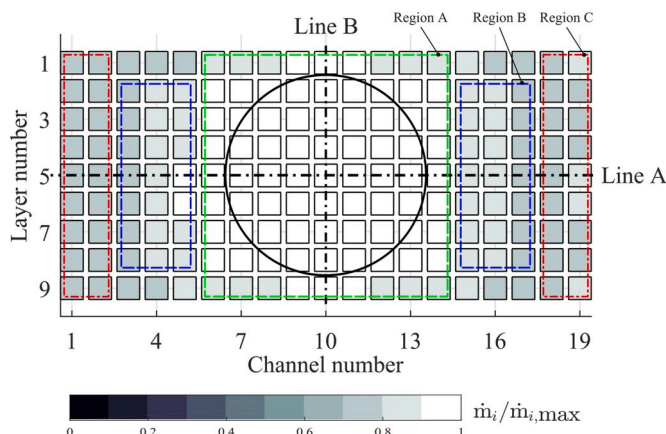 Line B
Region A
Region B
Region C
1
3
5
7
9
Layer number
Line A
1 4 7 10 13 16 19
Channel number
0 0.2 0.4 0.6 0.8 1
ṁᵢ/ṁᵢ,max